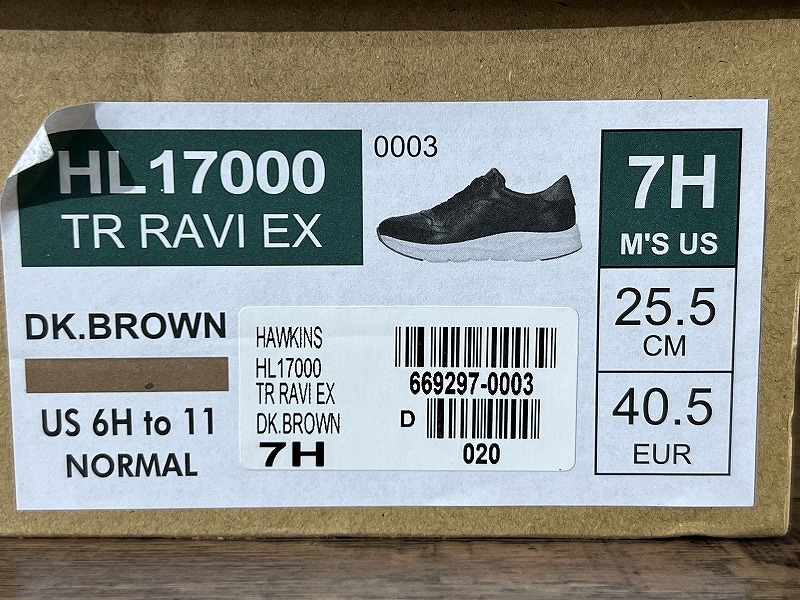 HL17000
TR RAVI EX
0003
7H
M'S US
25.5
CM
40.5
EUR
DK.BROWN
US 6H to 11
NORMAL
HAWKINS
HL17000
TR RAVI EX
DK.BROWN
7H
669297-0003
D
020